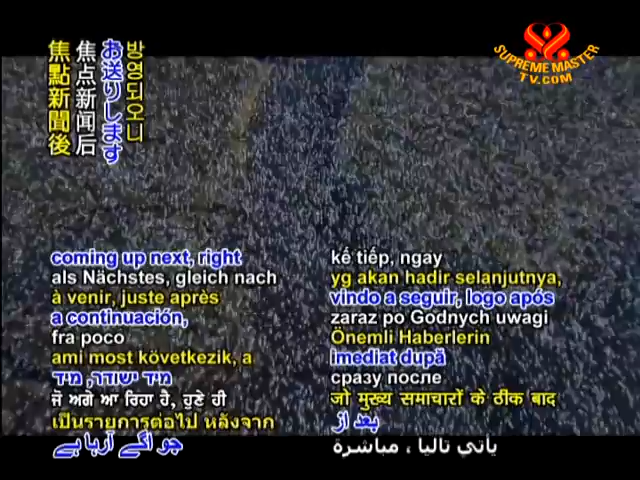 SUPREME MASTER
TV.COM
焦點新聞後
焦点新闻后
お送りします
방영되오니
coming up next, right
als Nächstes, gleich nach
à venir, juste après
a continuación,
fra poco
ami most következik, a
מיד ישודר, מיד
ਜੋ ਅਗੇ ਆ ਰਿਹਾ ਹੈ, ਹੁਣੇ ਹੀ
เป็นรายการต่อไป หลังจาก
جو اگے آرہا ہے
kế tiếp, ngay
yg akan hadir selanjutnya,
vindo a seguir, logo após
zaraz po Godnych uwagi
Önemli Haberlerin
imediat după
сразу после
जो मुख्य समाचारों के ठीक बाद
بعد از
يأتي تاليا ، مباشرة